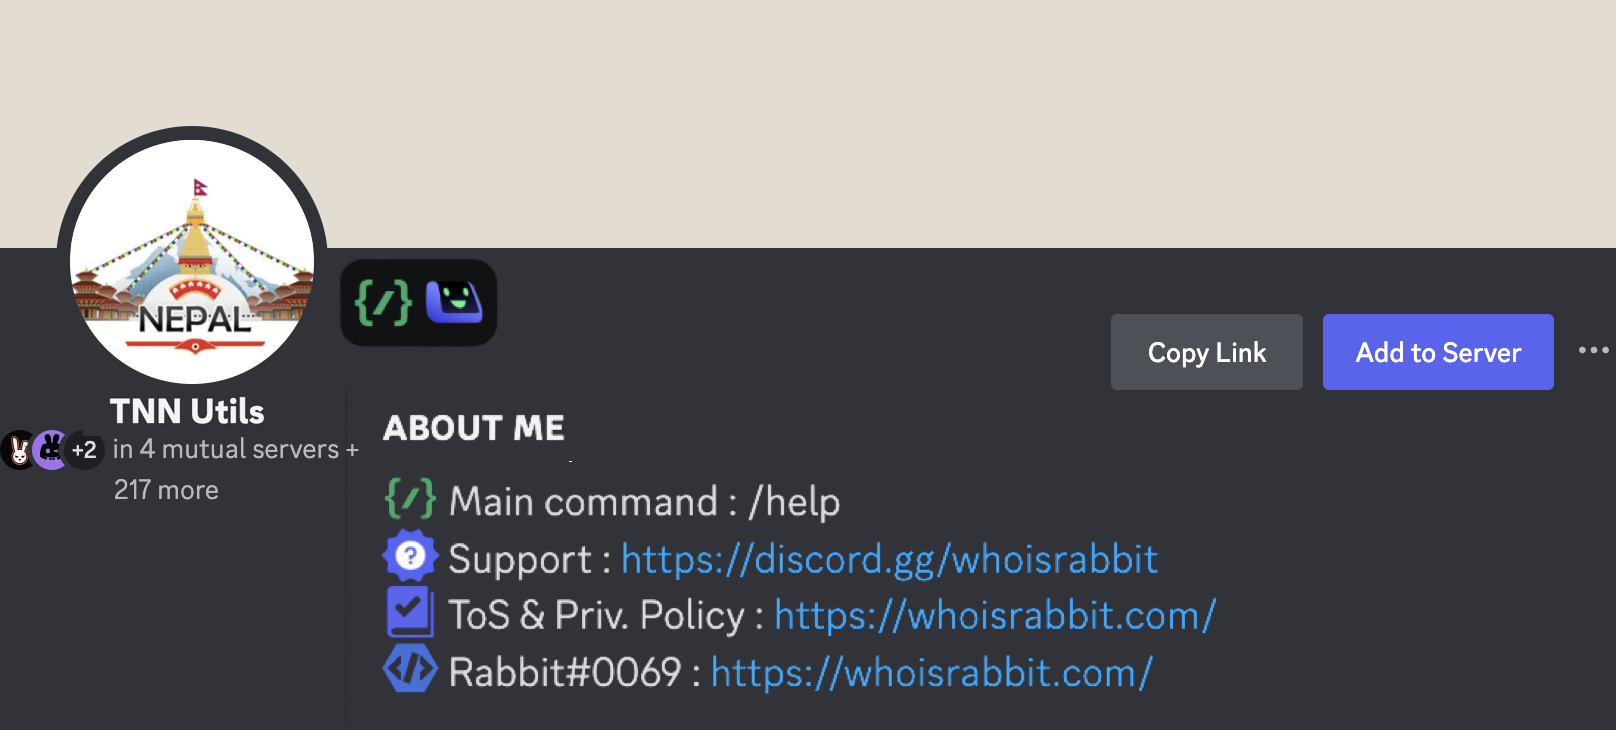 NEPAL
TNN Utils
+2 in 4 mutual servers +
217 more
Copy Link
Add to Server
ABOUT ME
{/} Main command : /help
? Support : https://discord.gg/whoisrabbit
ToS & Priv. Policy : https://whoisrabbit.com/
</> Rabbit#0069 : https://whoisrabbit.com/